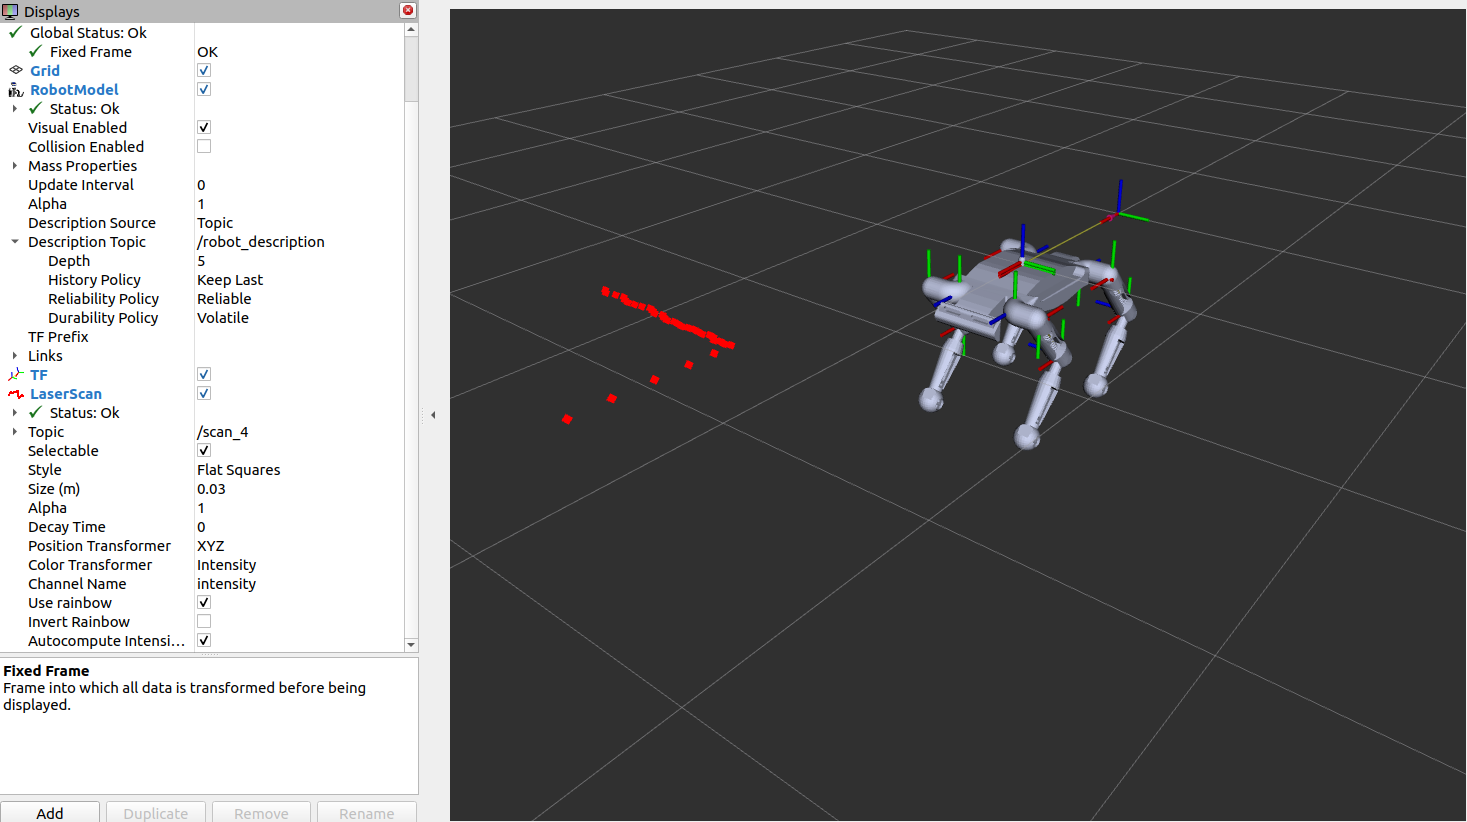 Displays
Global Status: Ok
Fixed Frame OK
Grid
RobotModel
Status: Ok
Visual Enabled
Collision Enabled
Mass Properties
Update Interval 0
Alpha 1
Description Source Topic
Description Topic /robot_description
Depth 5
History Policy Keep Last
Reliability Policy Reliable
Durability Policy Volatile
TF Prefix
Links
TF
LaserScan
Status: Ok
Topic /scan_4
Selectable
Style Flat Squares
Size (m) 0.03
Alpha 1
Decay Time 0
Position Transformer XYZ
Color Transformer Intensity
Channel Name intensity
Use rainbow
Invert Rainbow
Autocompute Intensi...
Fixed Frame
Frame into which all data is transformed before being
displayed.
Add Duplicate Remove Rename